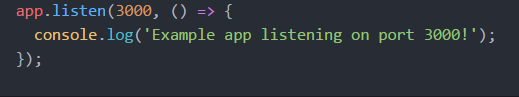 app.listen(3000, () => {
  console.log('Example app listening on port 3000!');
});